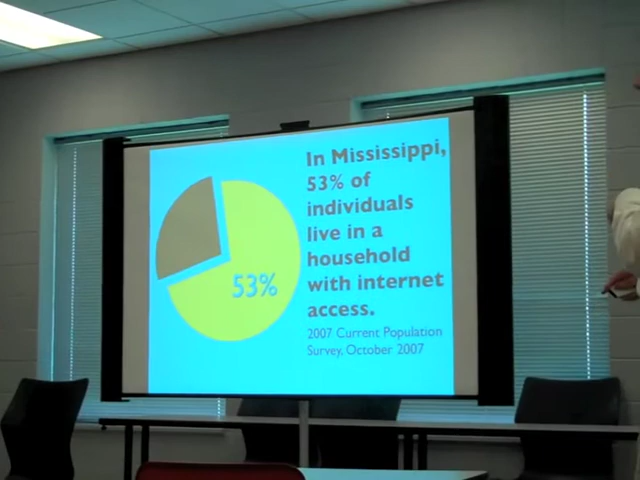 In Mississippi,
53% of
individuals
live in a
household
with internet
access.
53%
2007 Current Population
Survey, October 2007